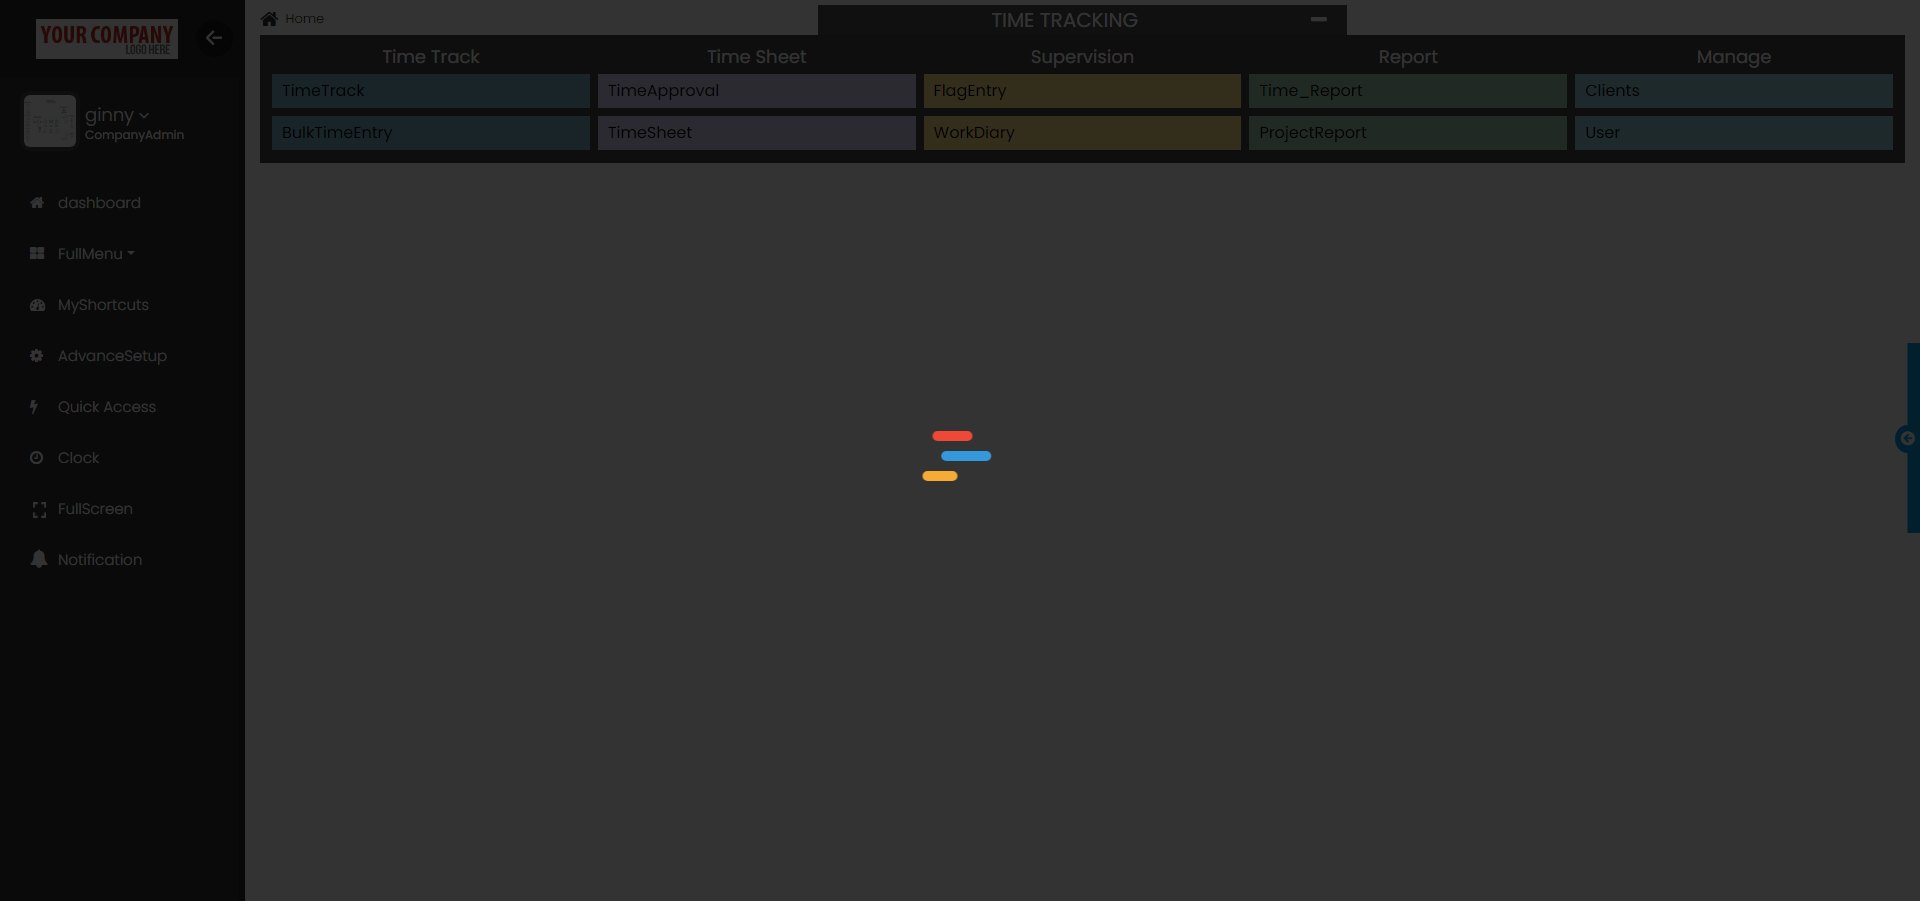 YOUR COMPANY
LOGO HERE
ginny
CompanyAdmin
dashboard
FullMenu
MyShortcuts
AdvanceSetup
Quick Access
Clock
FullScreen
Notification
Home
TIME TRACKING
Time Track
Time Sheet
Supervision
Report
Manage
TimeTrack
TimeApproval
FlagEntry
Time_Report
Clients
BulkTimeEntry
TimeSheet
WorkDiary
ProjectReport
User